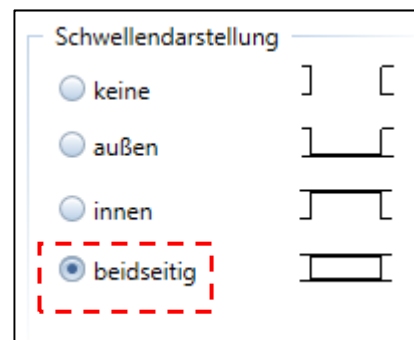 Schwellendarstellung
keine
außen
innen
beidseitig